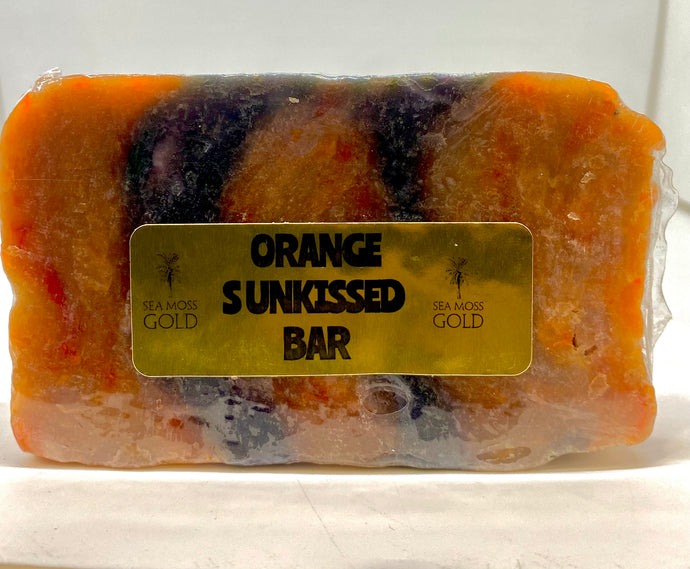 ORANGE
SUNKISSED
BAR
SEA MOSS
GOLD
SEA MOSS
GOLD